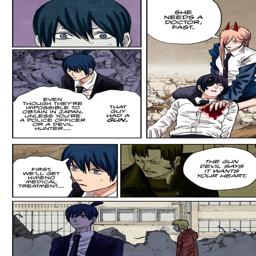 SHE
NEEDS A
DOCTOR,
FAST.
THAT
GUY
HAD A
GUN.
EVEN
THOUGH THEY'RE
IMPOSSIBLE TO
OBTAIN IN JAPAN,
UNLESS YOU'RE
A POLICE OFFICER
OR A DEVIL
HUNTER...
FIRST,
WE'LL GET
HIMENO
MEDICAL
TREATMENT...
THE GUN
DEVIL SAYS
IT WANTS
YOUR HEART.